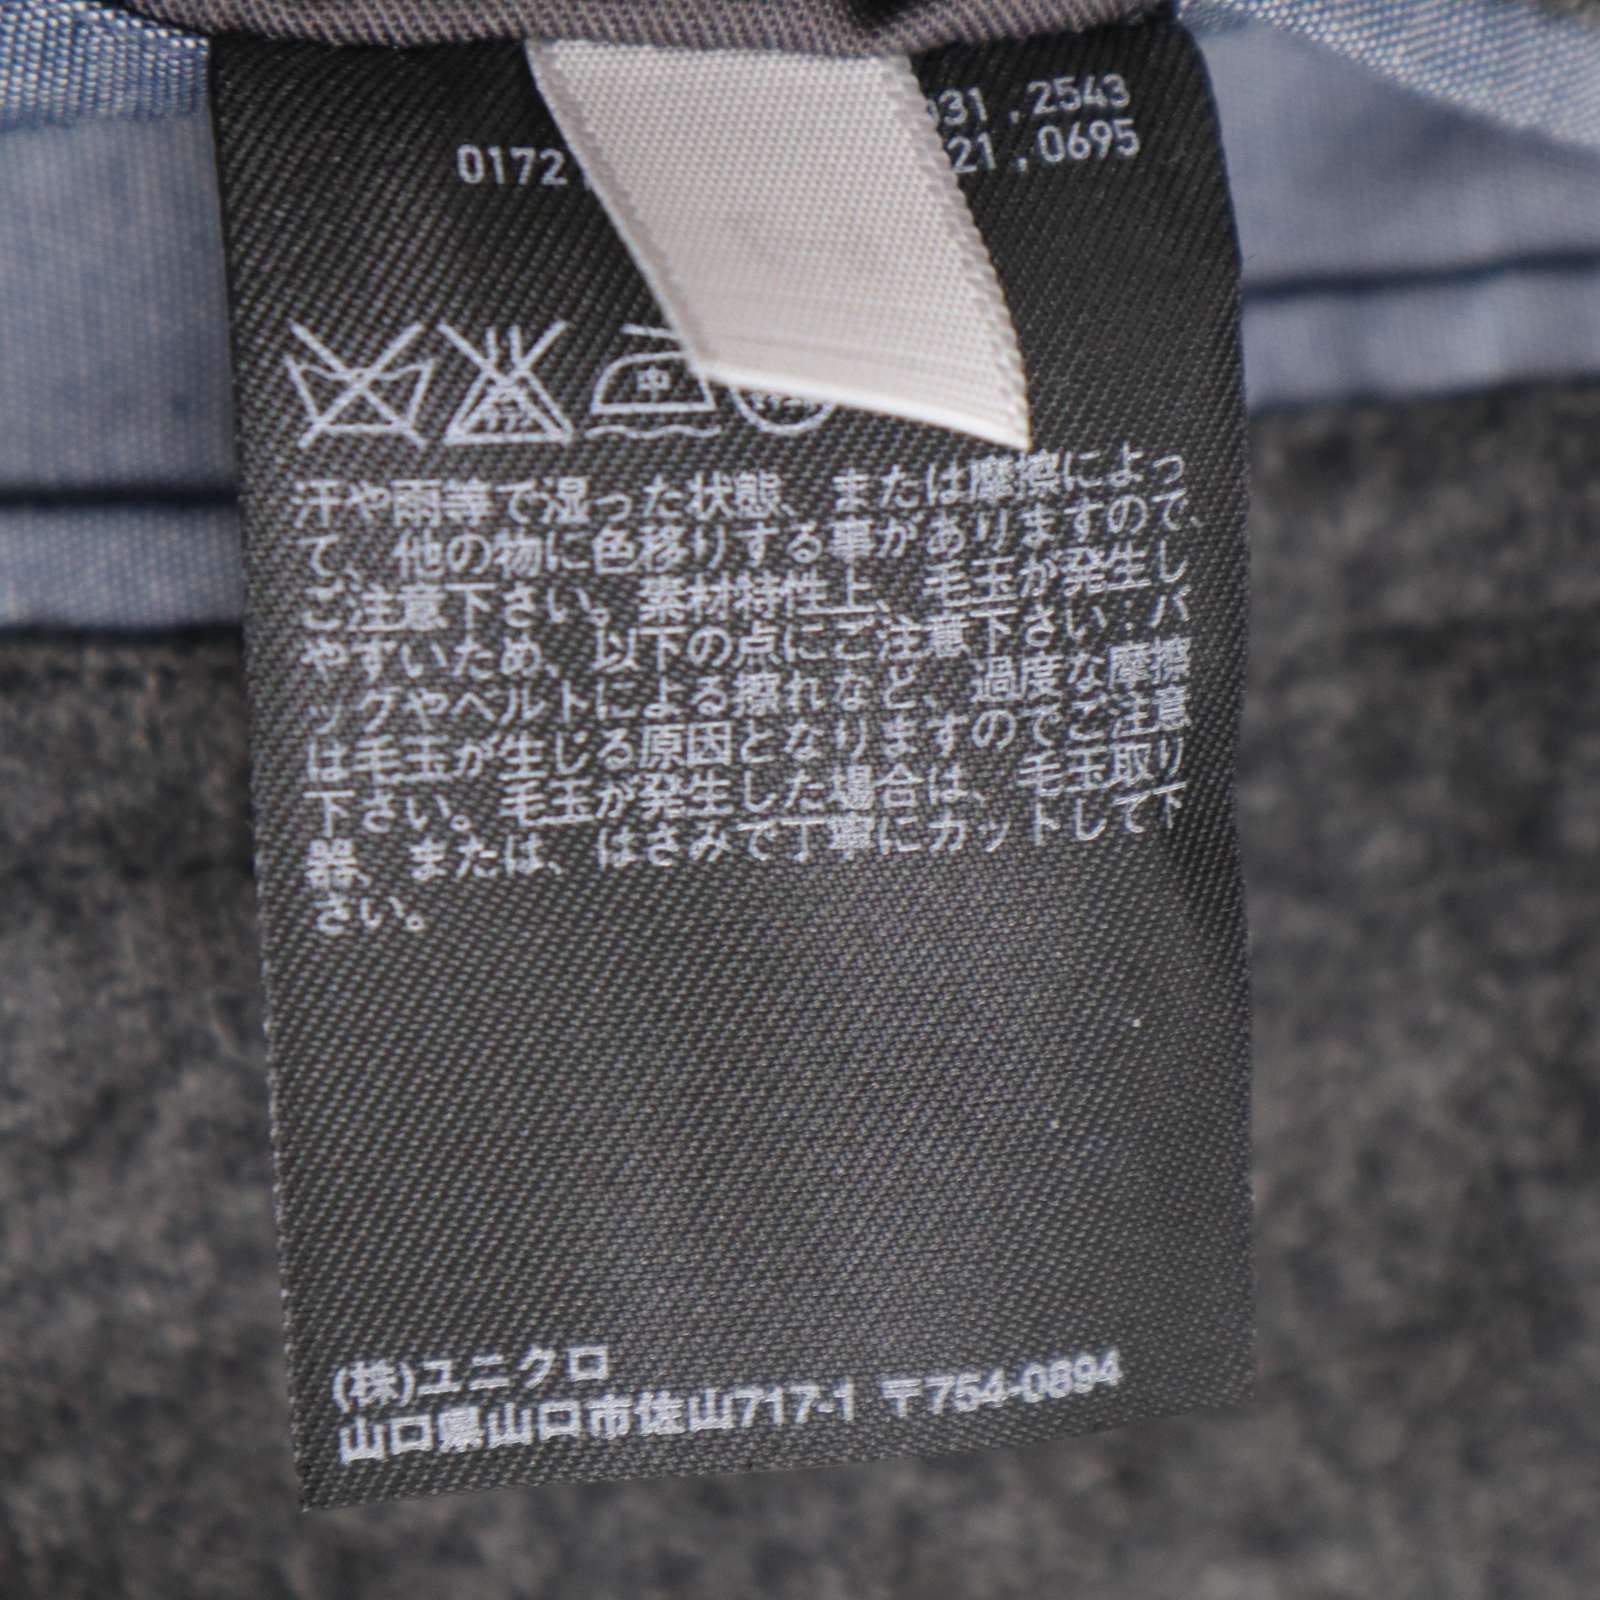 31 , 2543
0172 21 , 0695
中
汗や雨等で湿った状態、または摩擦によっ
て、他の物に色移りする事がありますので、
ご注意下さい。素材特性上、毛玉が発生し
やすいため、以下の点にご注意下さい：バ
ッグやベルトによる擦れなど、過度な摩擦
は毛玉が生じる原因となりますのでご注意
下さい。毛玉が発生した場合は、毛玉取り
器、または、はさみで丁寧にカットして下
さい。
(株)ユニクロ
山口県山口市佐山717-1 〒754-0894